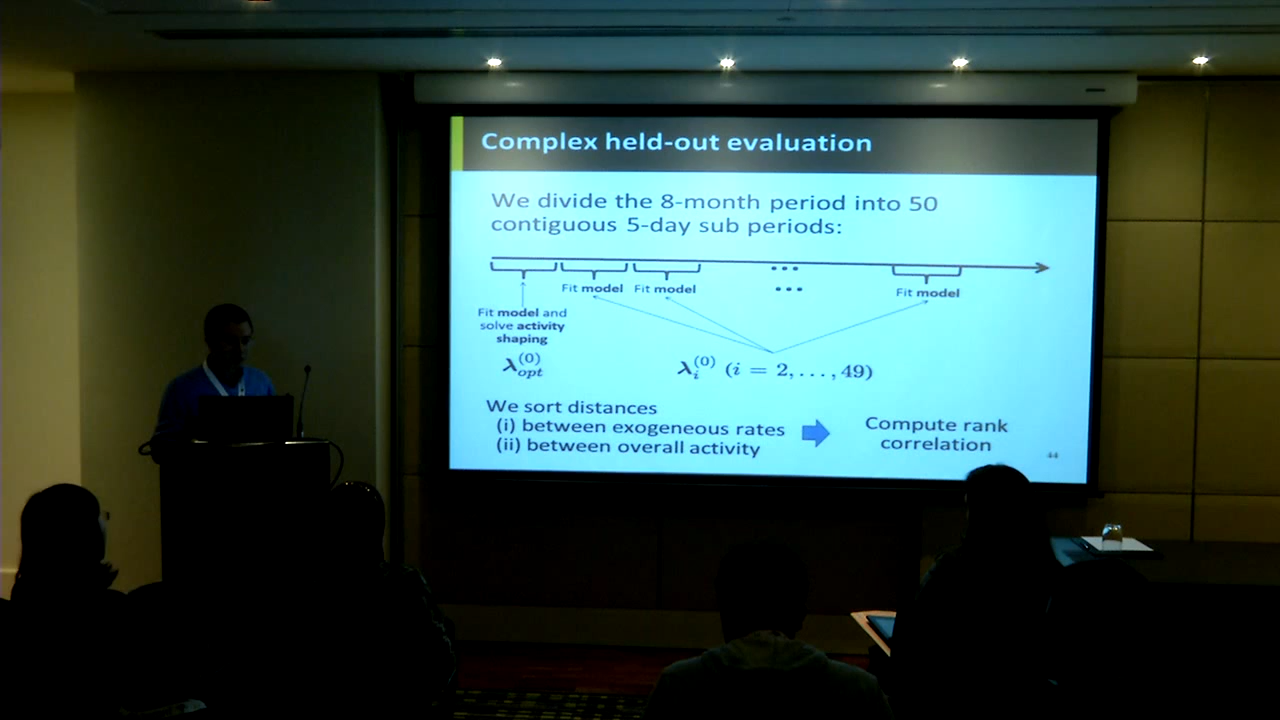 Complex held-out evaluation
We divide the 8-month period into 50
contiguous 5-day sub periods:
... 
Fit model Fit model ... Fit model
Fit model and
solve activity
shaping
λ_opt^(0)
λ_i^(0) (i = 2, . . . , 49)
We sort distances
(i) between exogeneous rates
(ii) between overall activity
Compute rank
correlation
44